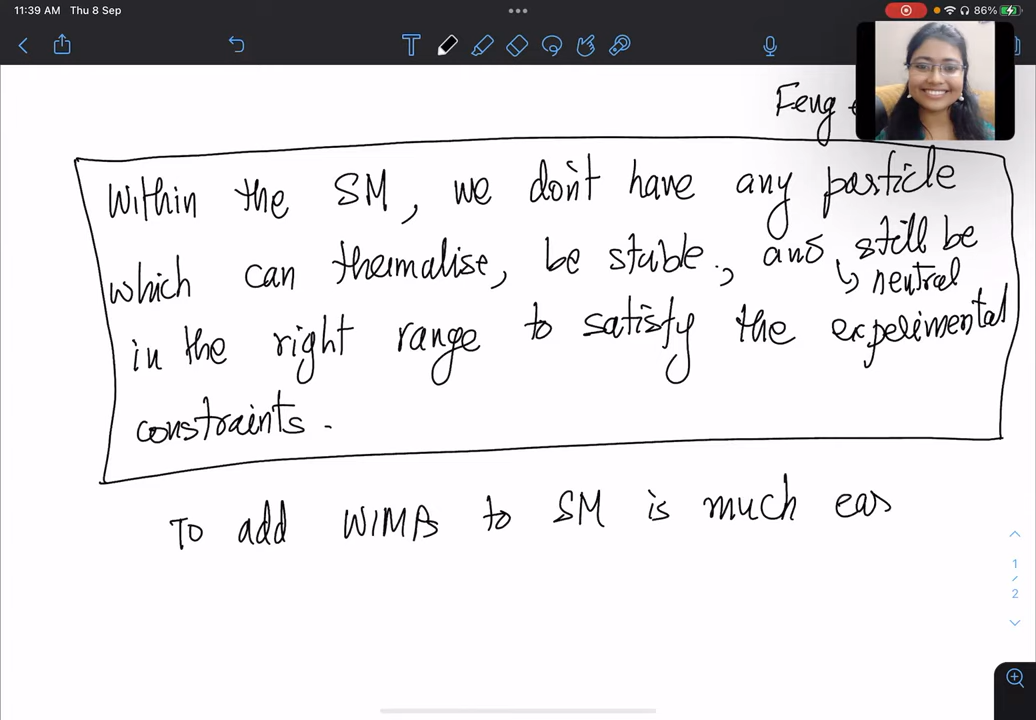 11:39 AM Thu 8 Sep
86%
T
Feng
Within the SM, we don't have any particle
which can thermalise, be stable., and still be
↳ neutral
in the right range to satisfy the experimental
constraints.
To add WIMPs to SM is much eas
1
/
2